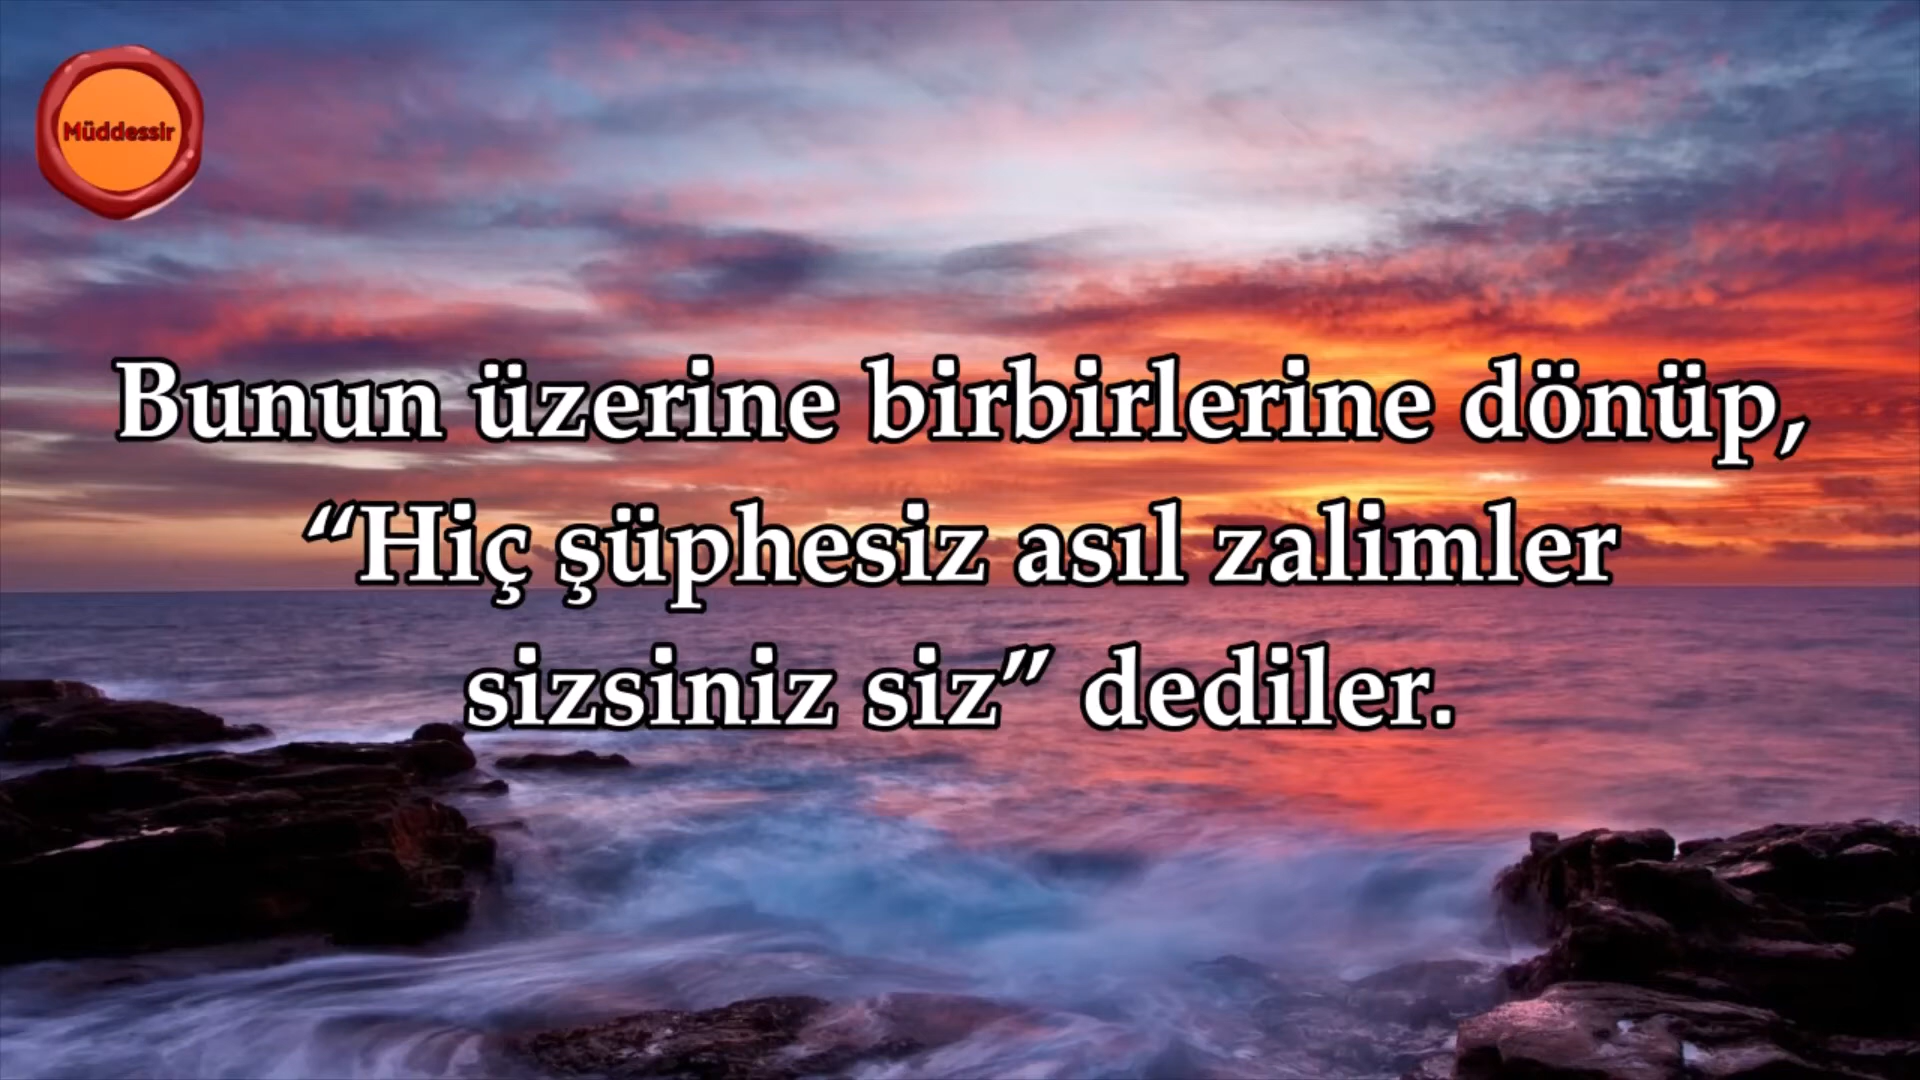 Müddessir
Bunun üzerine birbirlerine dönüp,
“Hiç şüphesiz asıl zalimler
sizsiniz siz” dediler.